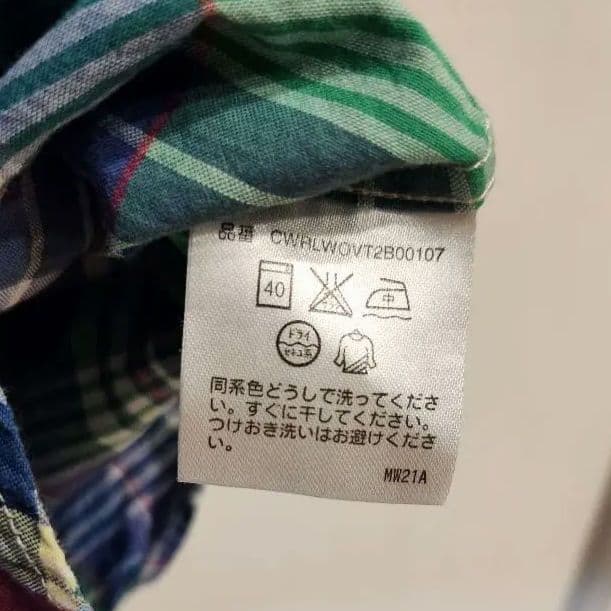 品番 CWRLWOVT2B00107
40
中
ドライ
セキユ系
同系色どうしで洗ってくださ
い。すぐに干してください。
つけおき洗いはお避けくださ
い。
MW21A